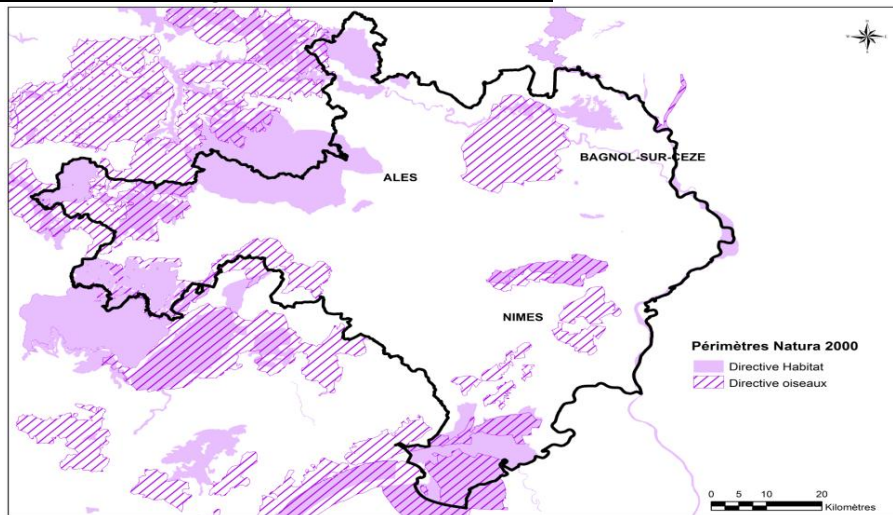 ALES
BAGNOL-SUR-CEZE
NIMES
Périmètres Natura 2000
Directive Habitat
Directive oiseaux
0 5 10 20
Kilomètres